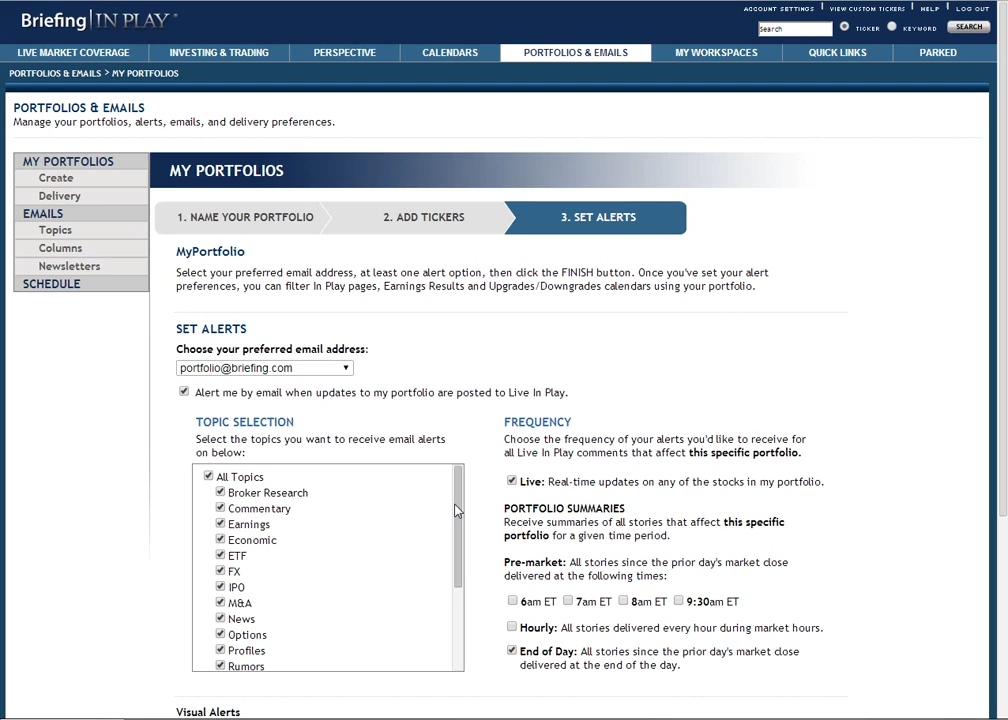 ACCOUNT SETTINGS | VIEW CUSTOM TICKERS | HELP | LOG OUT
Briefing | IN PLAY
Search TICKER KEYWORD SEARCH
LIVE MARKET COVERAGE INVESTING & TRADING PERSPECTIVE CALENDARS PORTFOLIOS & EMAILS MY WORKSPACES QUICK LINKS PARKED
PORTFOLIOS & EMAILS > MY PORTFOLIOS
PORTFOLIOS & EMAILS
Manage your portfolios, alerts, emails, and delivery preferences.
MY PORTFOLIOS
Create
Delivery
EMAILS
Topics
Columns
Newsletters
SCHEDULE
MY PORTFOLIOS
1. NAME YOUR PORTFOLIO 2. ADD TICKERS 3. SET ALERTS
MyPortfolio
Select your preferred email address, at least one alert option, then click the FINISH button. Once you've set your alert
preferences, you can filter In Play pages, Earnings Results and Upgrades/Downgrades calendars using your portfolio.
SET ALERTS
Choose your preferred email address:
portfolio@briefing.com
Alert me by email when updates to my portfolio are posted to Live In Play.
TOPIC SELECTION
Select the topics you want to receive email alerts
on below:
All Topics
Broker Research
Commentary
Earnings
Economic
ETF
FX
IPO
M&A
News
Options
Profiles
Rumors
FREQUENCY
Choose the frequency of your alerts you'd like to receive for
all Live In Play comments that affect this specific portfolio.
Live: Real-time updates on any of the stocks in my portfolio.
PORTFOLIO SUMMARIES
Receive summaries of all stories that affect this specific
portfolio for a given time period.
Pre-market: All stories since the prior day's market close
delivered at the following times:
6am ET 7am ET 8am ET 9:30am ET
Hourly: All stories delivered every hour during market hours.
End of Day: All stories since the prior day's market close
delivered at the end of the day.
Visual Alerts